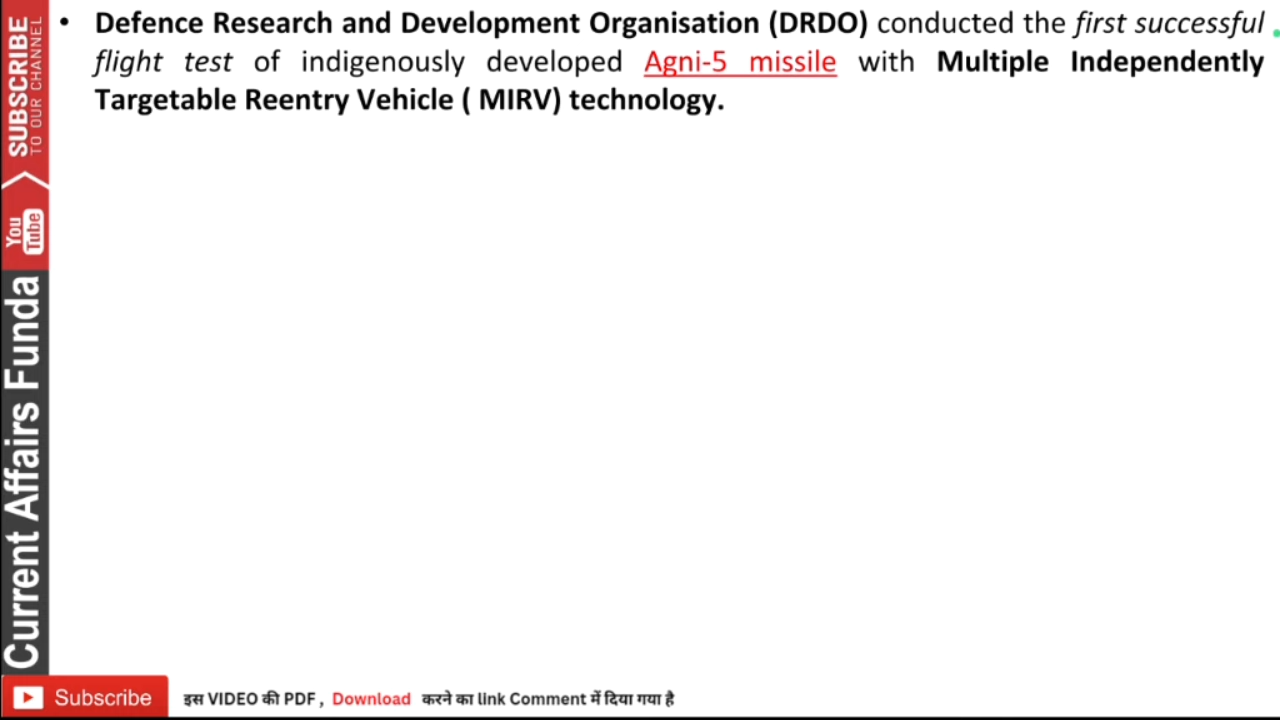 • Defence Research and Development Organisation (DRDO) conducted the first successful
flight test of indigenously developed Agni-5 missile with Multiple Independently
Targetable Reentry Vehicle ( MIRV) technology.
SUBSCRIBE
TO OUR CHANNEL
You
Tube
Current Affairs Funda
Subscribe
इस VIDEO की PDF , Download करने का link Comment में दिया गया है